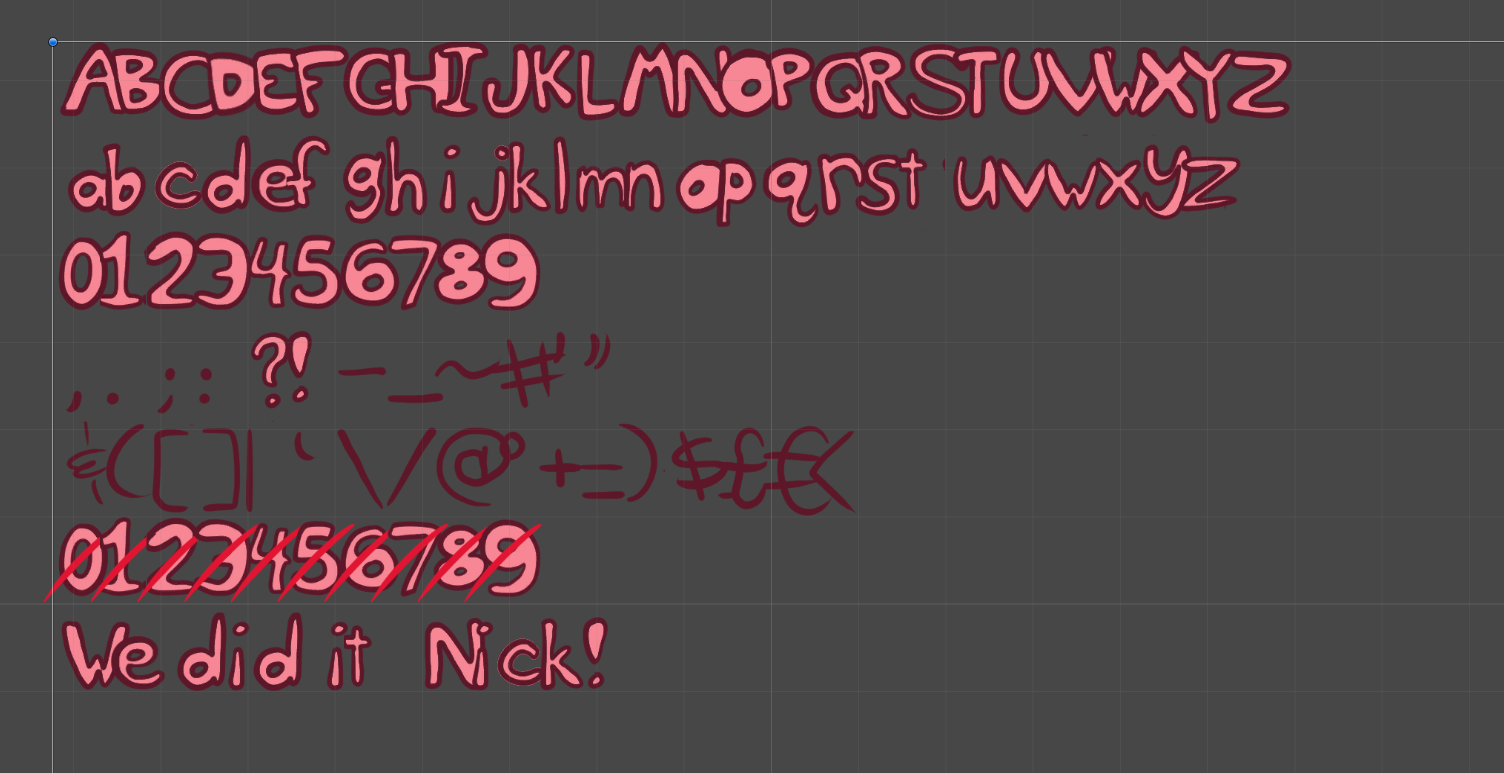 ABCDEFGHIJKLMNOPQRSTUVWXYZ
abcdefghijklmnopqrstuvwxyz
0123456789
,.;:?!-_~#'"
&([]|`\/@°+=)$£€<
0123456789
We did it Nick!